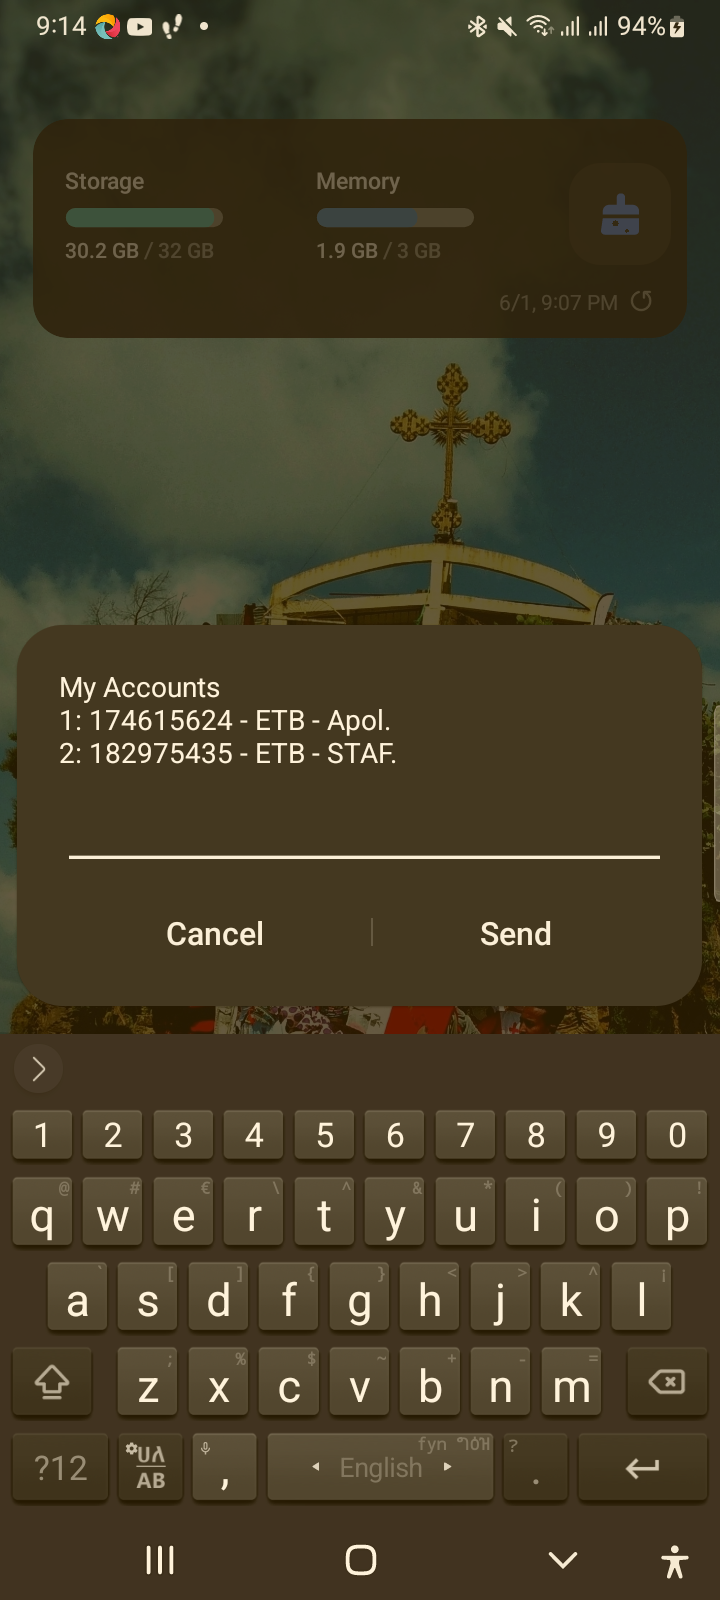 9:14 94%
Storage Memory
30.2 GB / 32 GB 1.9 GB / 3 GB
6/1, 9:07 PM
My Accounts
1: 174615624 - ETB - Apol.
2: 182975435 - ETB - STAF.
Cancel Send
1 2 3 4 5 6 7 8 9 0
@ # € \ ^ & * ( ) !
q w e r t y u i o p
` [ ] { } < > ^ ¡
a s d f g h j k l
; % $ ~ + - =
z x c v b n m
fyn ?
?12 AB , English .